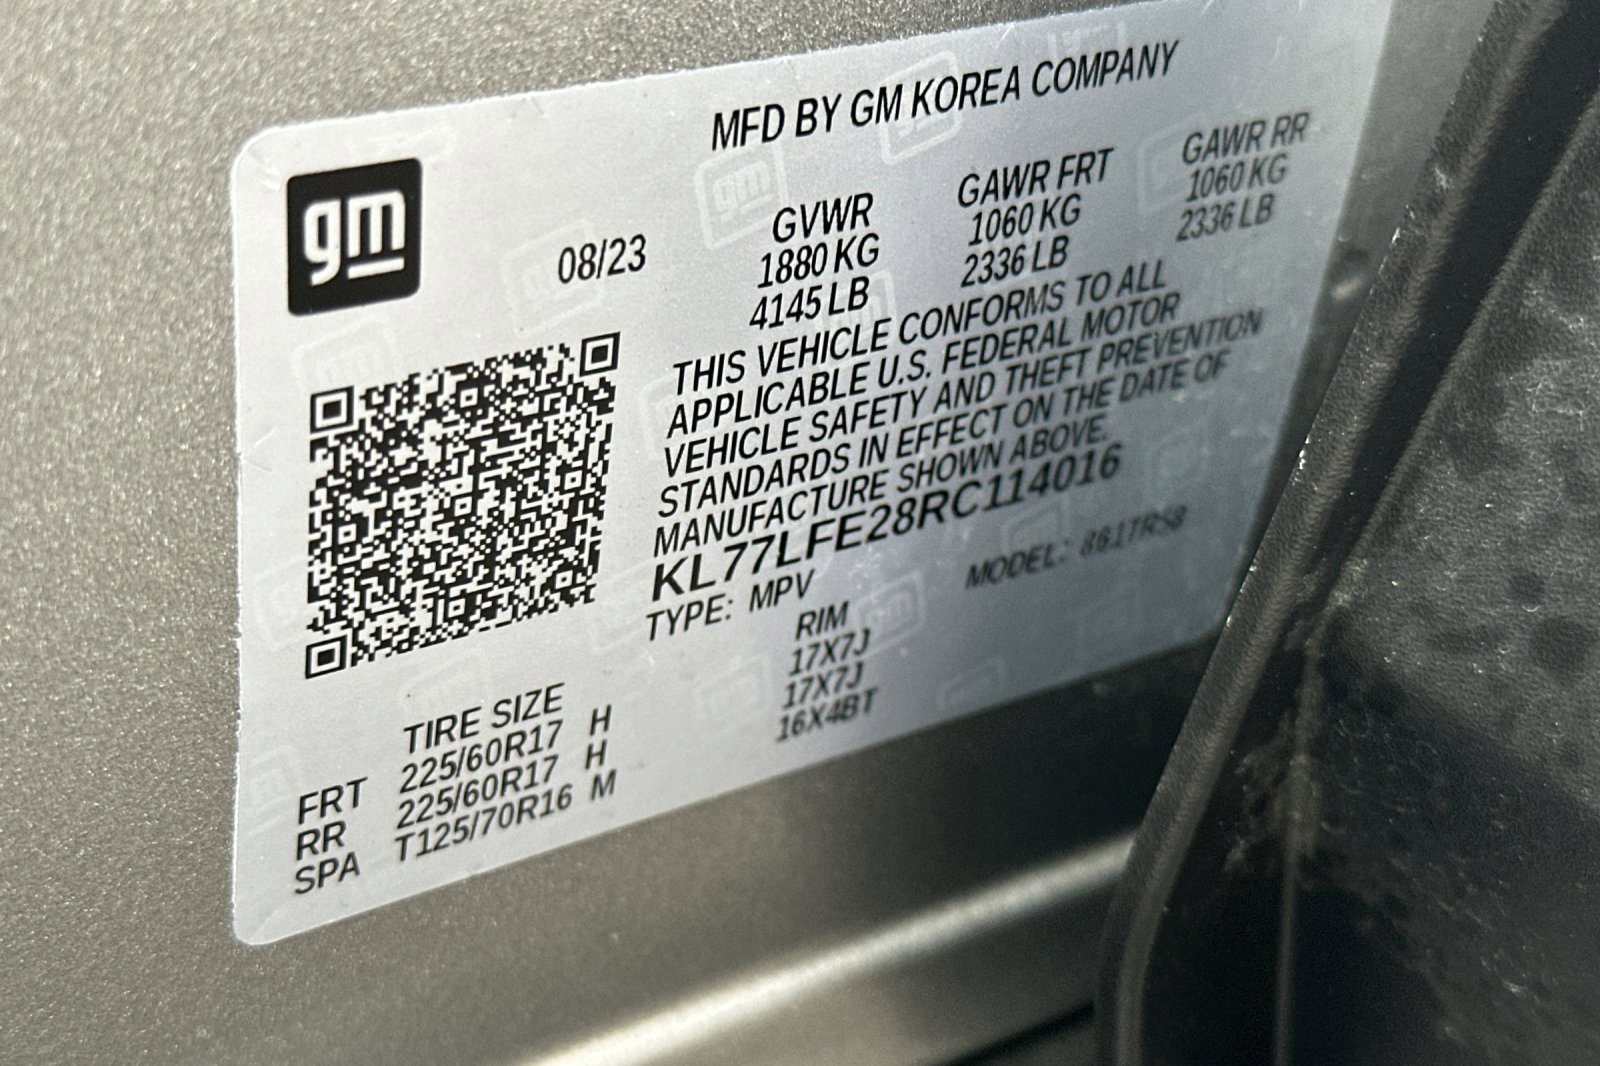 MFD BY GM KOREA COMPANY
gm
08/23
GVWR GAWR FRT GAWR RR
1880 KG 1060 KG 1060 KG
4145 LB 2336 LB 2336 LB
THIS VEHICLE CONFORMS TO ALL
APPLICABLE U.S. FEDERAL MOTOR
VEHICLE SAFETY AND THEFT PREVENTION
STANDARDS IN EFFECT ON THE DATE OF
MANUFACTURE SHOWN ABOVE.
KL77LFE28RC114016
TYPE: MPV MODEL:
TIRE SIZE RIM
FRT 225/60R17 H 17X7J
RR 225/60R17 H 17X7J
SPA T125/70R16 M 16X4BT